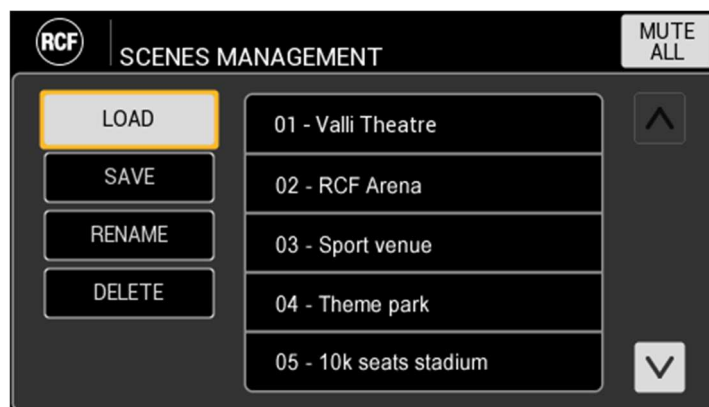 RCF
SCENES MANAGEMENT
MUTE
ALL
LOAD
SAVE
RENAME
DELETE
01 - Valli Theatre
02 - RCF Arena
03 - Sport venue
04 - Theme park
05 - 10k seats stadium